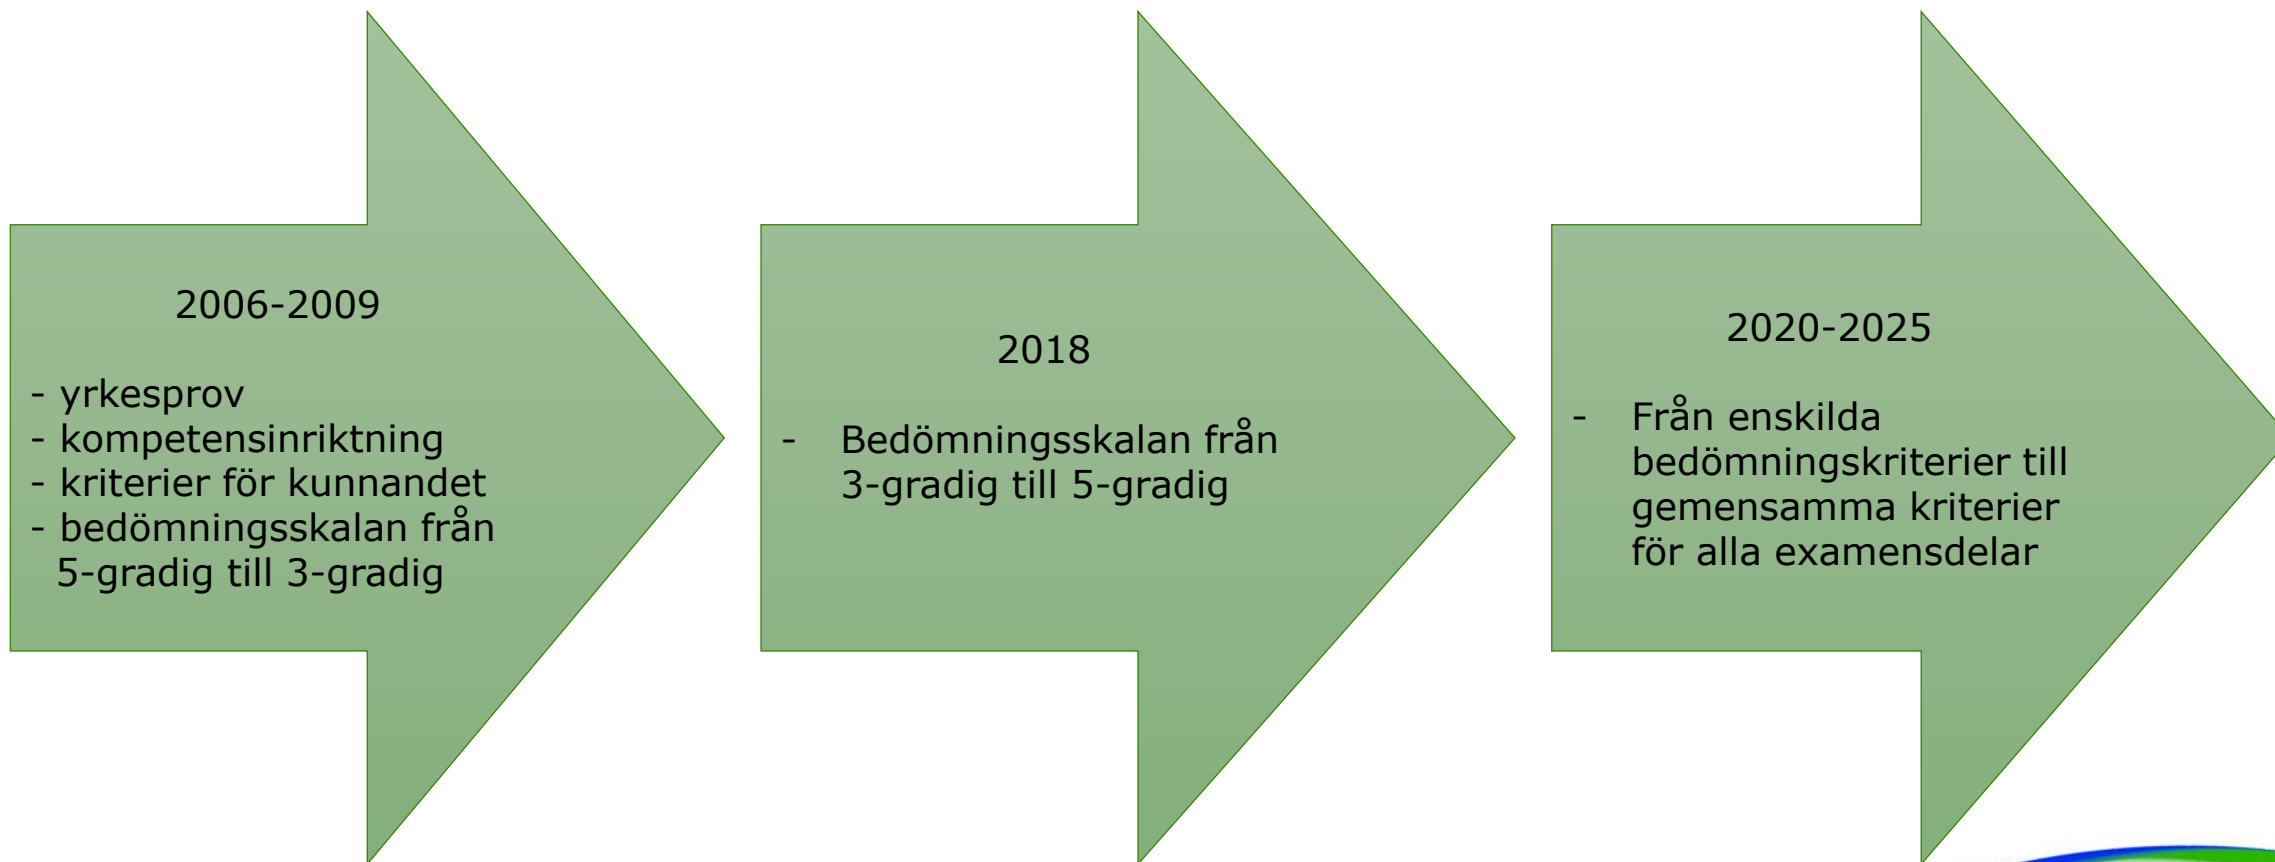 2006-2009
- yrkesprov
- kompetensinriktning
- kriterier för kunnandet
- bedömningsskalan från
5-gradig till 3-gradig
2018
- Bedömningsskalan från
3-gradig till 5-gradig
2020-2025
- Från enskilda
bedömningskriterier till
gemensamma kriterier
för alla examensdelar